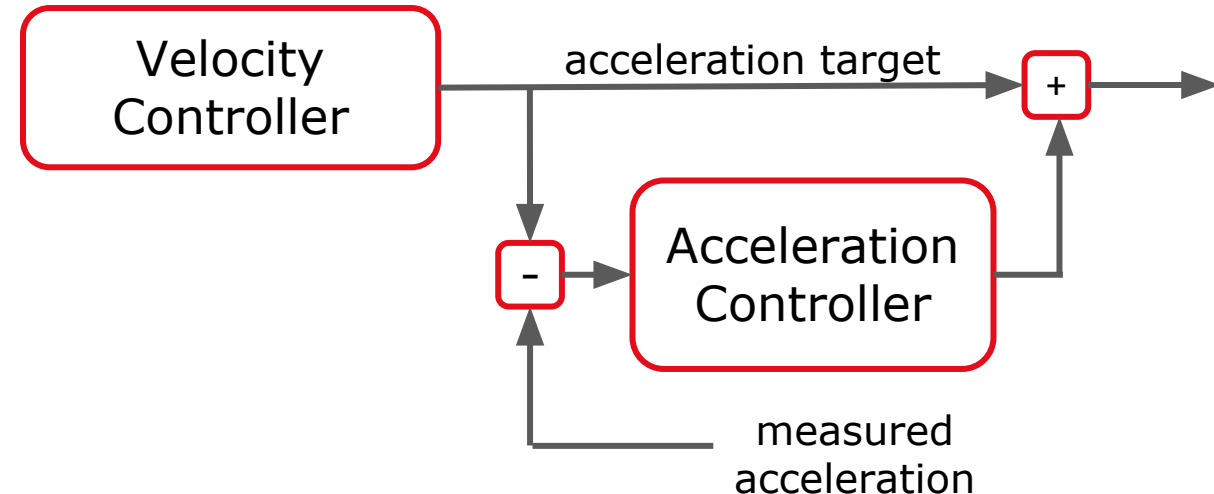 Velocity
Controller
acceleration target
+
-
Acceleration
Controller
measured
acceleration